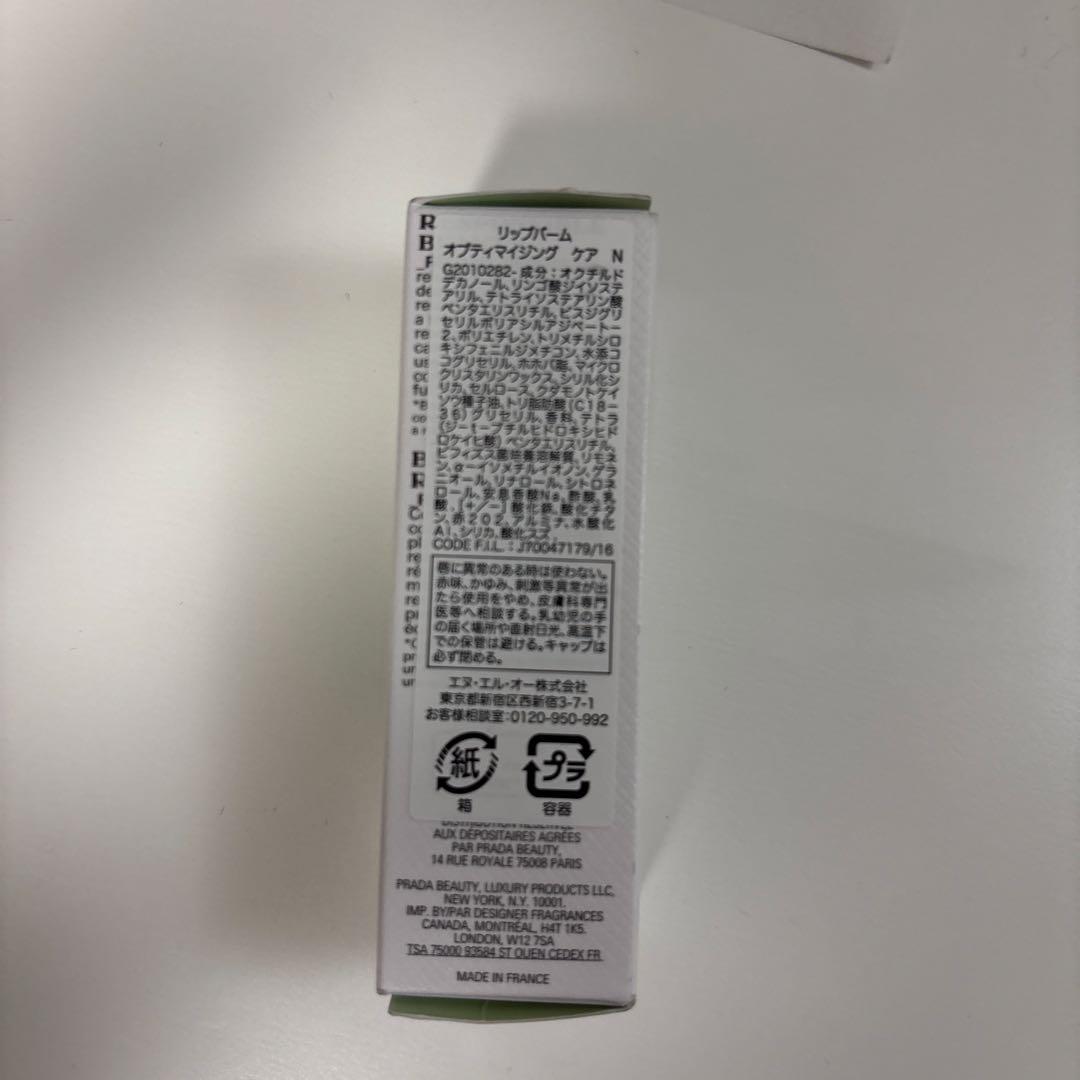 リップバーム
オプティマイジング ケア N
G2010282- 成分：オクチルド
デカノール、リンゴ酸ジイソステ
アリル、テトライソステアリン酸
ペンタエリスリチル、ビスジグリ
セリルポリアシルアジペート－
2、ポリエチレン、トリメチルシロ
キシフェニルジメチコン、水添コ
コグリセリル、ホホバ脂、マイクロ
クリスタリンワックス、シリル化シ
リカ、セルロース、クダモノトケイ
ソウ種子油、トリ脂肪酸（C18－
36）グリセリル、香料、テトラ
（ジ－t－ブチルヒドロキシヒド
ロケイヒ酸）ペンタエリスリチル、
ビフィズス菌培養溶解質、リモネ
ン、α－イソメチルイオノン、ゲラ
ニオール、リナロール、シトロネ
ロール、安息香酸Na、酢酸、乳
酸、［＋／－］酸化鉄、酸化チタ
ン、赤202、アルミナ、水酸化
Al、シリカ、酸化スズ
CODE F.I.L. : J70047179/16
唇に異常のある時は使わない。
赤味、かゆみ、刺激等異常が出
たら使用をやめ、皮膚科専門
医等へ相談する。乳幼児の手
の届く場所や直射日光、高温下
での保管は避ける。キャップは
必ず閉める。
エヌ・エル・オー株式会社
東京都新宿区西新宿3-7-1
お客様相談室:0120-950-992
紙 プラ
箱 容器
AUX DÉPOSITAIRES AGRÉES
PAR PRADA BEAUTY,
14 RUE ROYALE 75008 PARIS
PRADA BEAUTY, LUXURY PRODUCTS LLC,
NEW YORK, N.Y. 10001.
IMP. BY/PAR DESIGNER FRAGRANCES
CANADA, MONTRÉAL, H4T 1K5.
LONDON, W12 7SA
TSA 75000 93584 ST OUEN CEDEX FR
MADE IN FRANCE